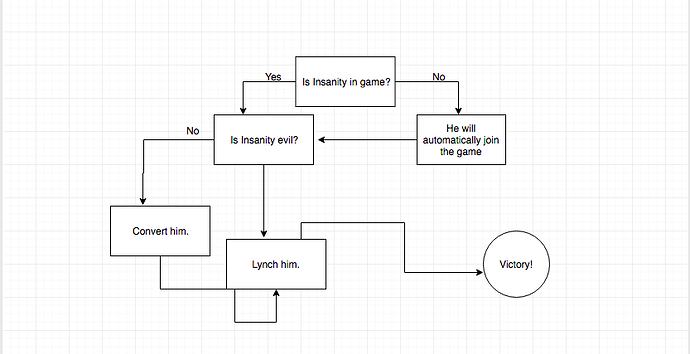 Is Insanity in game?
Yes
No
Is Insanity evil?
He will
automatically join
the game
No
Convert him.
Lynch him.
Victory!